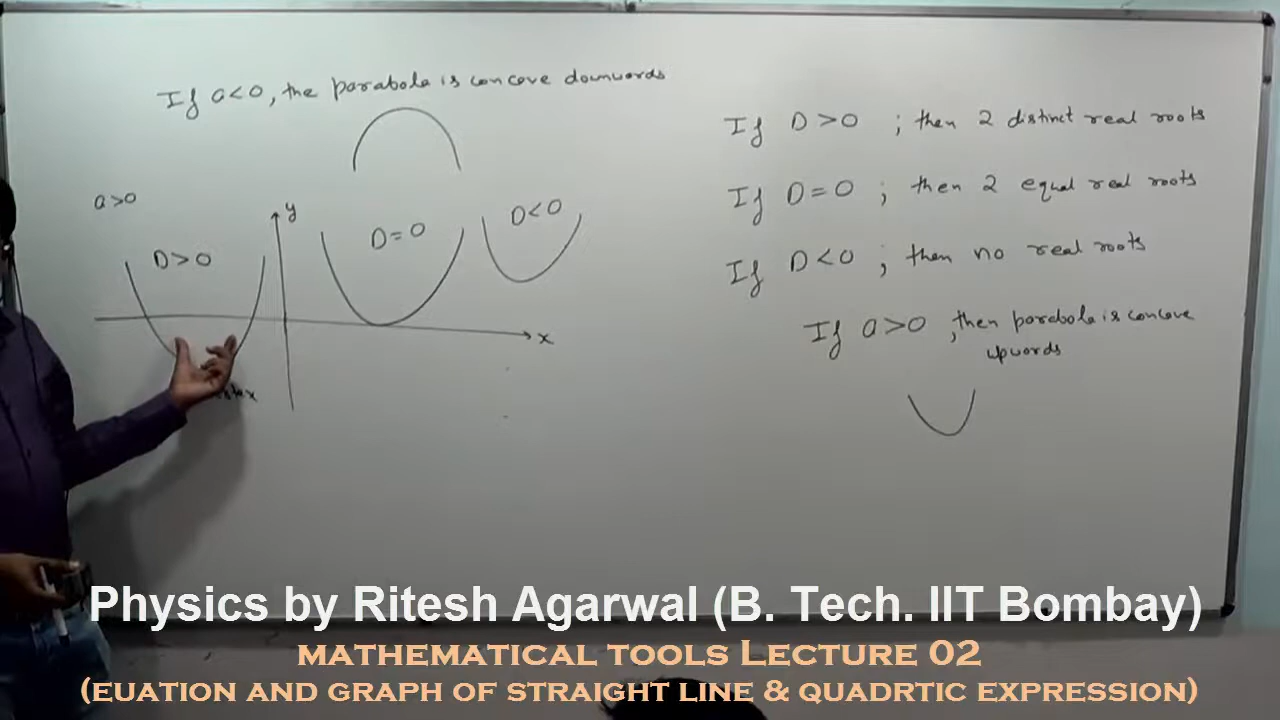 If a<0, the parabola is concave downwards
a>0
y
D>0
D=0
D<0
x
If D>0 ; then 2 distinct real roots
If D=0 ; then 2 equal real roots
If D<0 ; then no real roots
If a>0 , then parabola is concave
upwards
Physics by Ritesh Agarwal (B. Tech. IIT Bombay)
MATHEMATICAL TOOLS LECTURE 02
(EUATION AND GRAPH OF STRAIGHT LINE & QUADRTIC EXPRESSION)